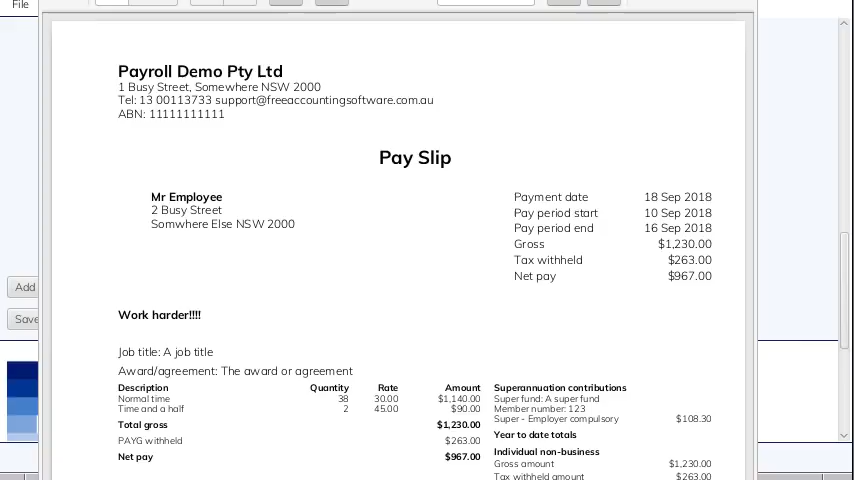 File
Payroll Demo Pty Ltd
1 Busy Street, Somewhere NSW 2000
Tel: 13 00113733 support@freeaccountingsoftware.com.au
ABN: 11111111111
Pay Slip
Mr Employee
2 Busy Street
Somwhere Else NSW 2000
Payment date 18 Sep 2018
Pay period start 10 Sep 2018
Pay period end 16 Sep 2018
Gross $1,230.00
Tax withheld $263.00
Net pay $967.00
Add
Save
Work harder!!!!
Job title: A job title
Award/agreement: The award or agreement
Description Quantity Rate Amount
Normal time 38 30.00 $1,140.00
Time and a half 2 45.00 $90.00
Total gross $1,230.00
PAYG withheld $263.00
Net pay $967.00
Superannuation contributions
Super fund: A super fund
Member number: 123
Super - Employer compulsory $108.30
Year to date totals
Individual non-business
Gross amount $1,230.00
Tax withheld amount $263.00